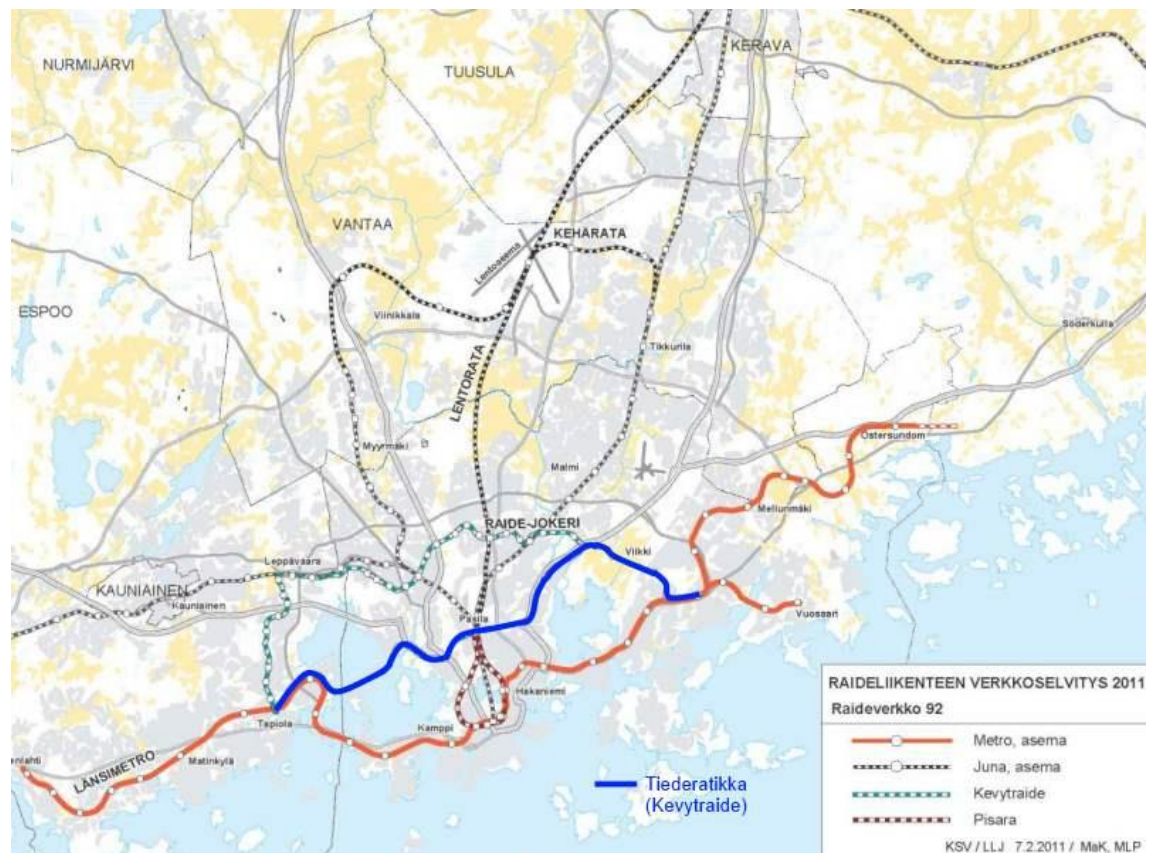 KERAVA
NURMIJÄRVI
TUUSULA
VANTAA
KEHÄRATA
Lentoasema
ESPOO
Viinikkala
Söderkulla
LENTORATA
Tikkurila
Myyrmäki
Östersundom
Malmi
Mellunmäki
RAIDE-JOKERI
Viikki
Leppävaara
KAUNIAINEN
Kauniainen
Vuosaari
Pasila
Hakaniemi
Tapiola
Kamppi
Matinkylä
enlahti
LÄNSIMETRO
Tiederatikka
(Kevytraide)
RAIDELIIKENTEEN VERKKOSELVITYS 2011
Raideverkko 92
Metro, asema
Juna, asema
Kevytraide
Pisara
KSV / LLJ 7.2.2011 / MaK, MLP